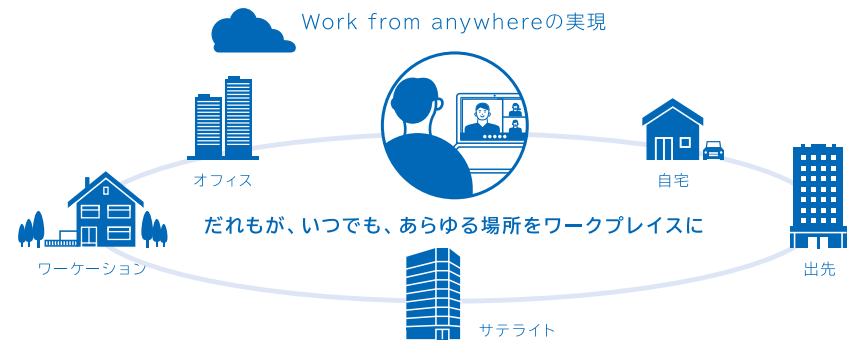 Work from anywhereの実現
オフィス
自宅
だれもが、いつでも、あらゆる場所をワークプレイスに
ワーケーション
出先
サテライト